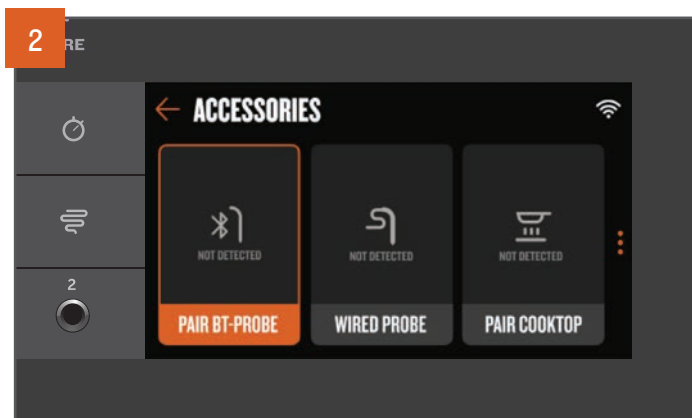 2
RE
ACCESSORIES
2
NOT DETECTED
NOT DETECTED
NOT DETECTED
PAIR BT-PROBE
WIRED PROBE
PAIR COOKTOP